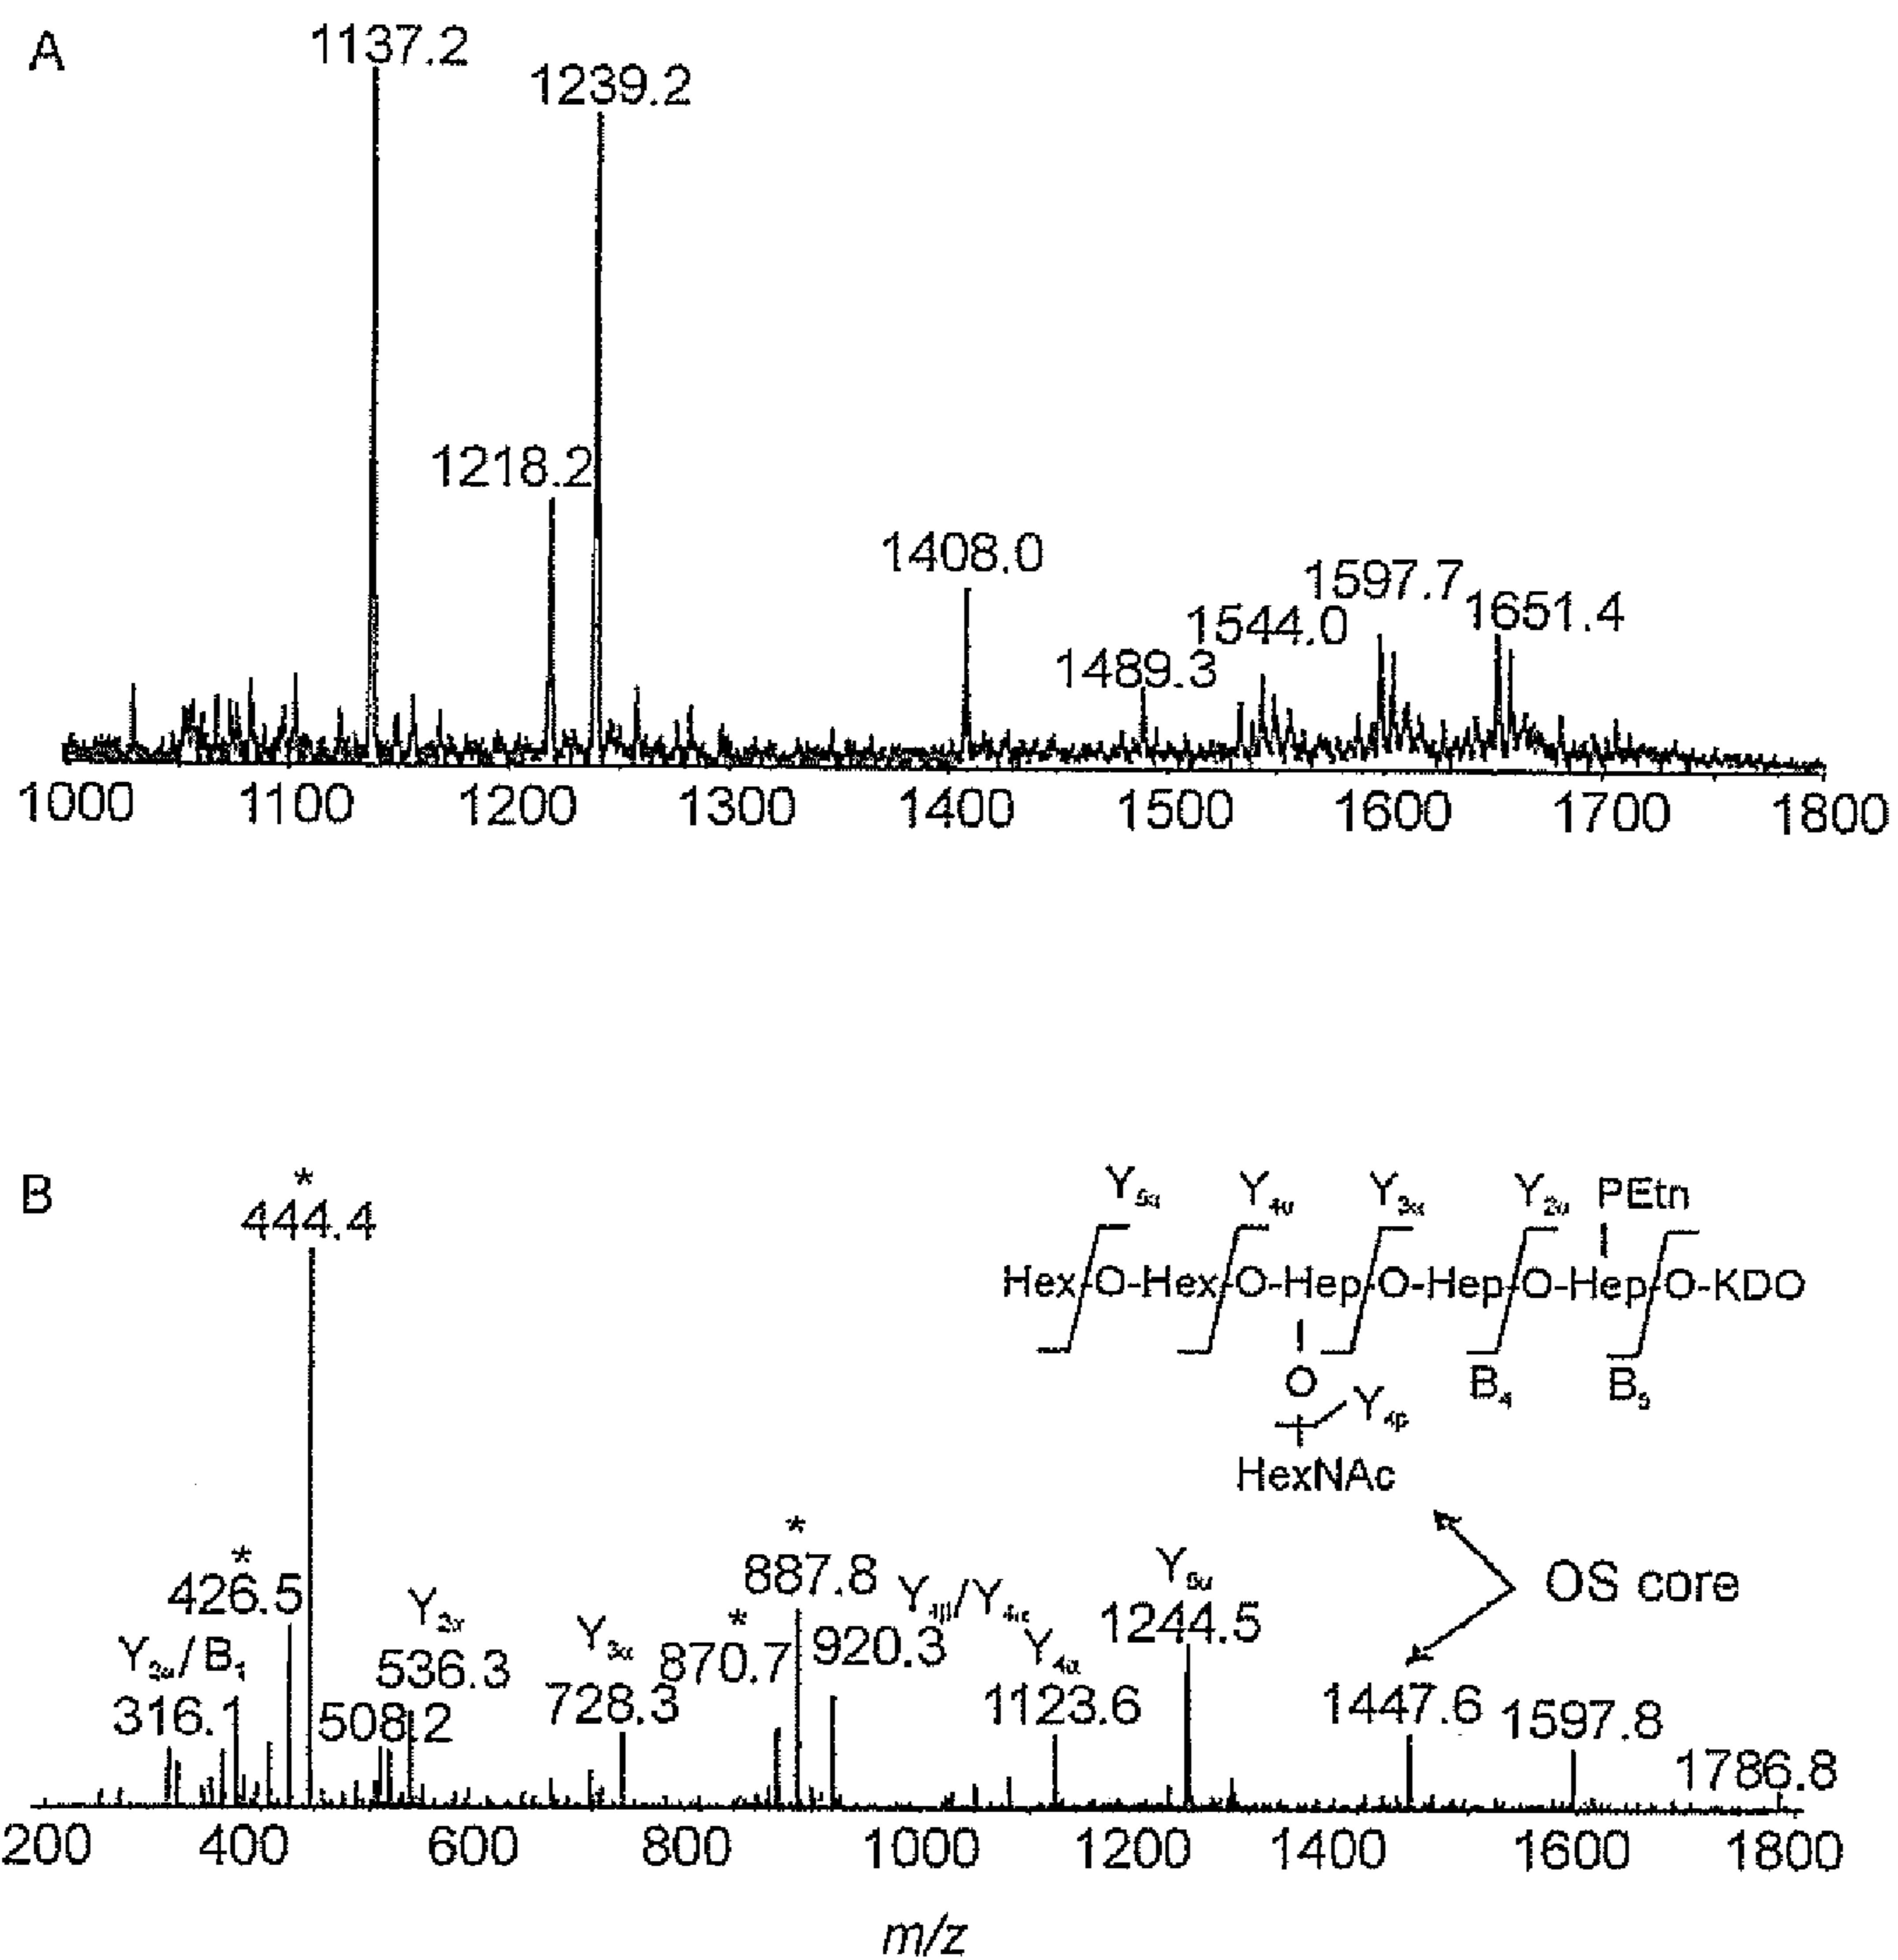 A
1137.2
1239.2
1218.2
1408.0
1597.7
1651.4
1544.0
1489.3
1000 1100 1200 1300 1400 1500 1600 1700 1800
B
*
444.4
Y5α Y4α Y3α Y2α PEtn
Hex-O-Hex-O-Hep-O-Hep-O-Hep-O-KDO
O
B4 B5
Y4β
HexNAc
OS core
*
426.5
*
887.8
Y4β/Y4α
920.3
*
870.7
Y5α
1244.5
Y2α
536.3
Y3α
728.3
/ B
316.1
508.2
Y4α
1123.6
1447.6
1597.8
1786.8
200 400 600 800 1000 1200 1400 1600 1800
m/z